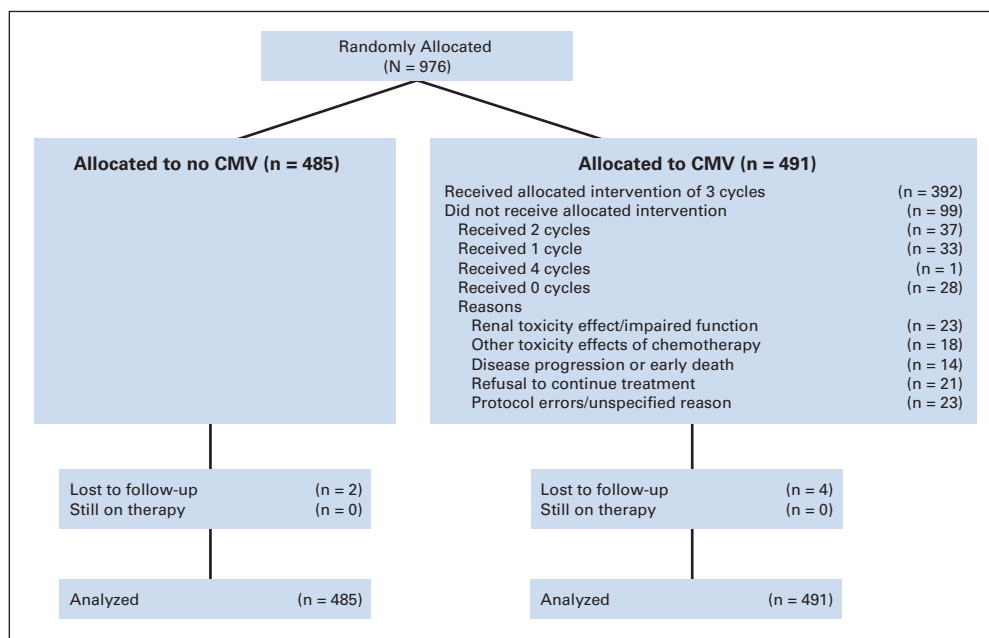 Randomly Allocated
(N = 976)
Allocated to no CMV (n = 485)
Allocated to CMV (n = 491)
Received allocated intervention of 3 cycles (n = 392)
Did not receive allocated intervention (n = 99)
Received 2 cycles (n = 37)
Received 1 cycle (n = 33)
Received 4 cycles (n = 1)
Received 0 cycles (n = 28)
Reasons
Renal toxicity effect/impaired function (n = 23)
Other toxicity effects of chemotherapy (n = 18)
Disease progression or early death (n = 14)
Refusal to continue treatment (n = 21)
Protocol errors/unspecified reason (n = 23)
Lost to follow-up (n = 2)
Still on therapy (n = 0)
Lost to follow-up (n = 4)
Still on therapy (n = 0)
Analyzed (n = 485)
Analyzed (n = 491)